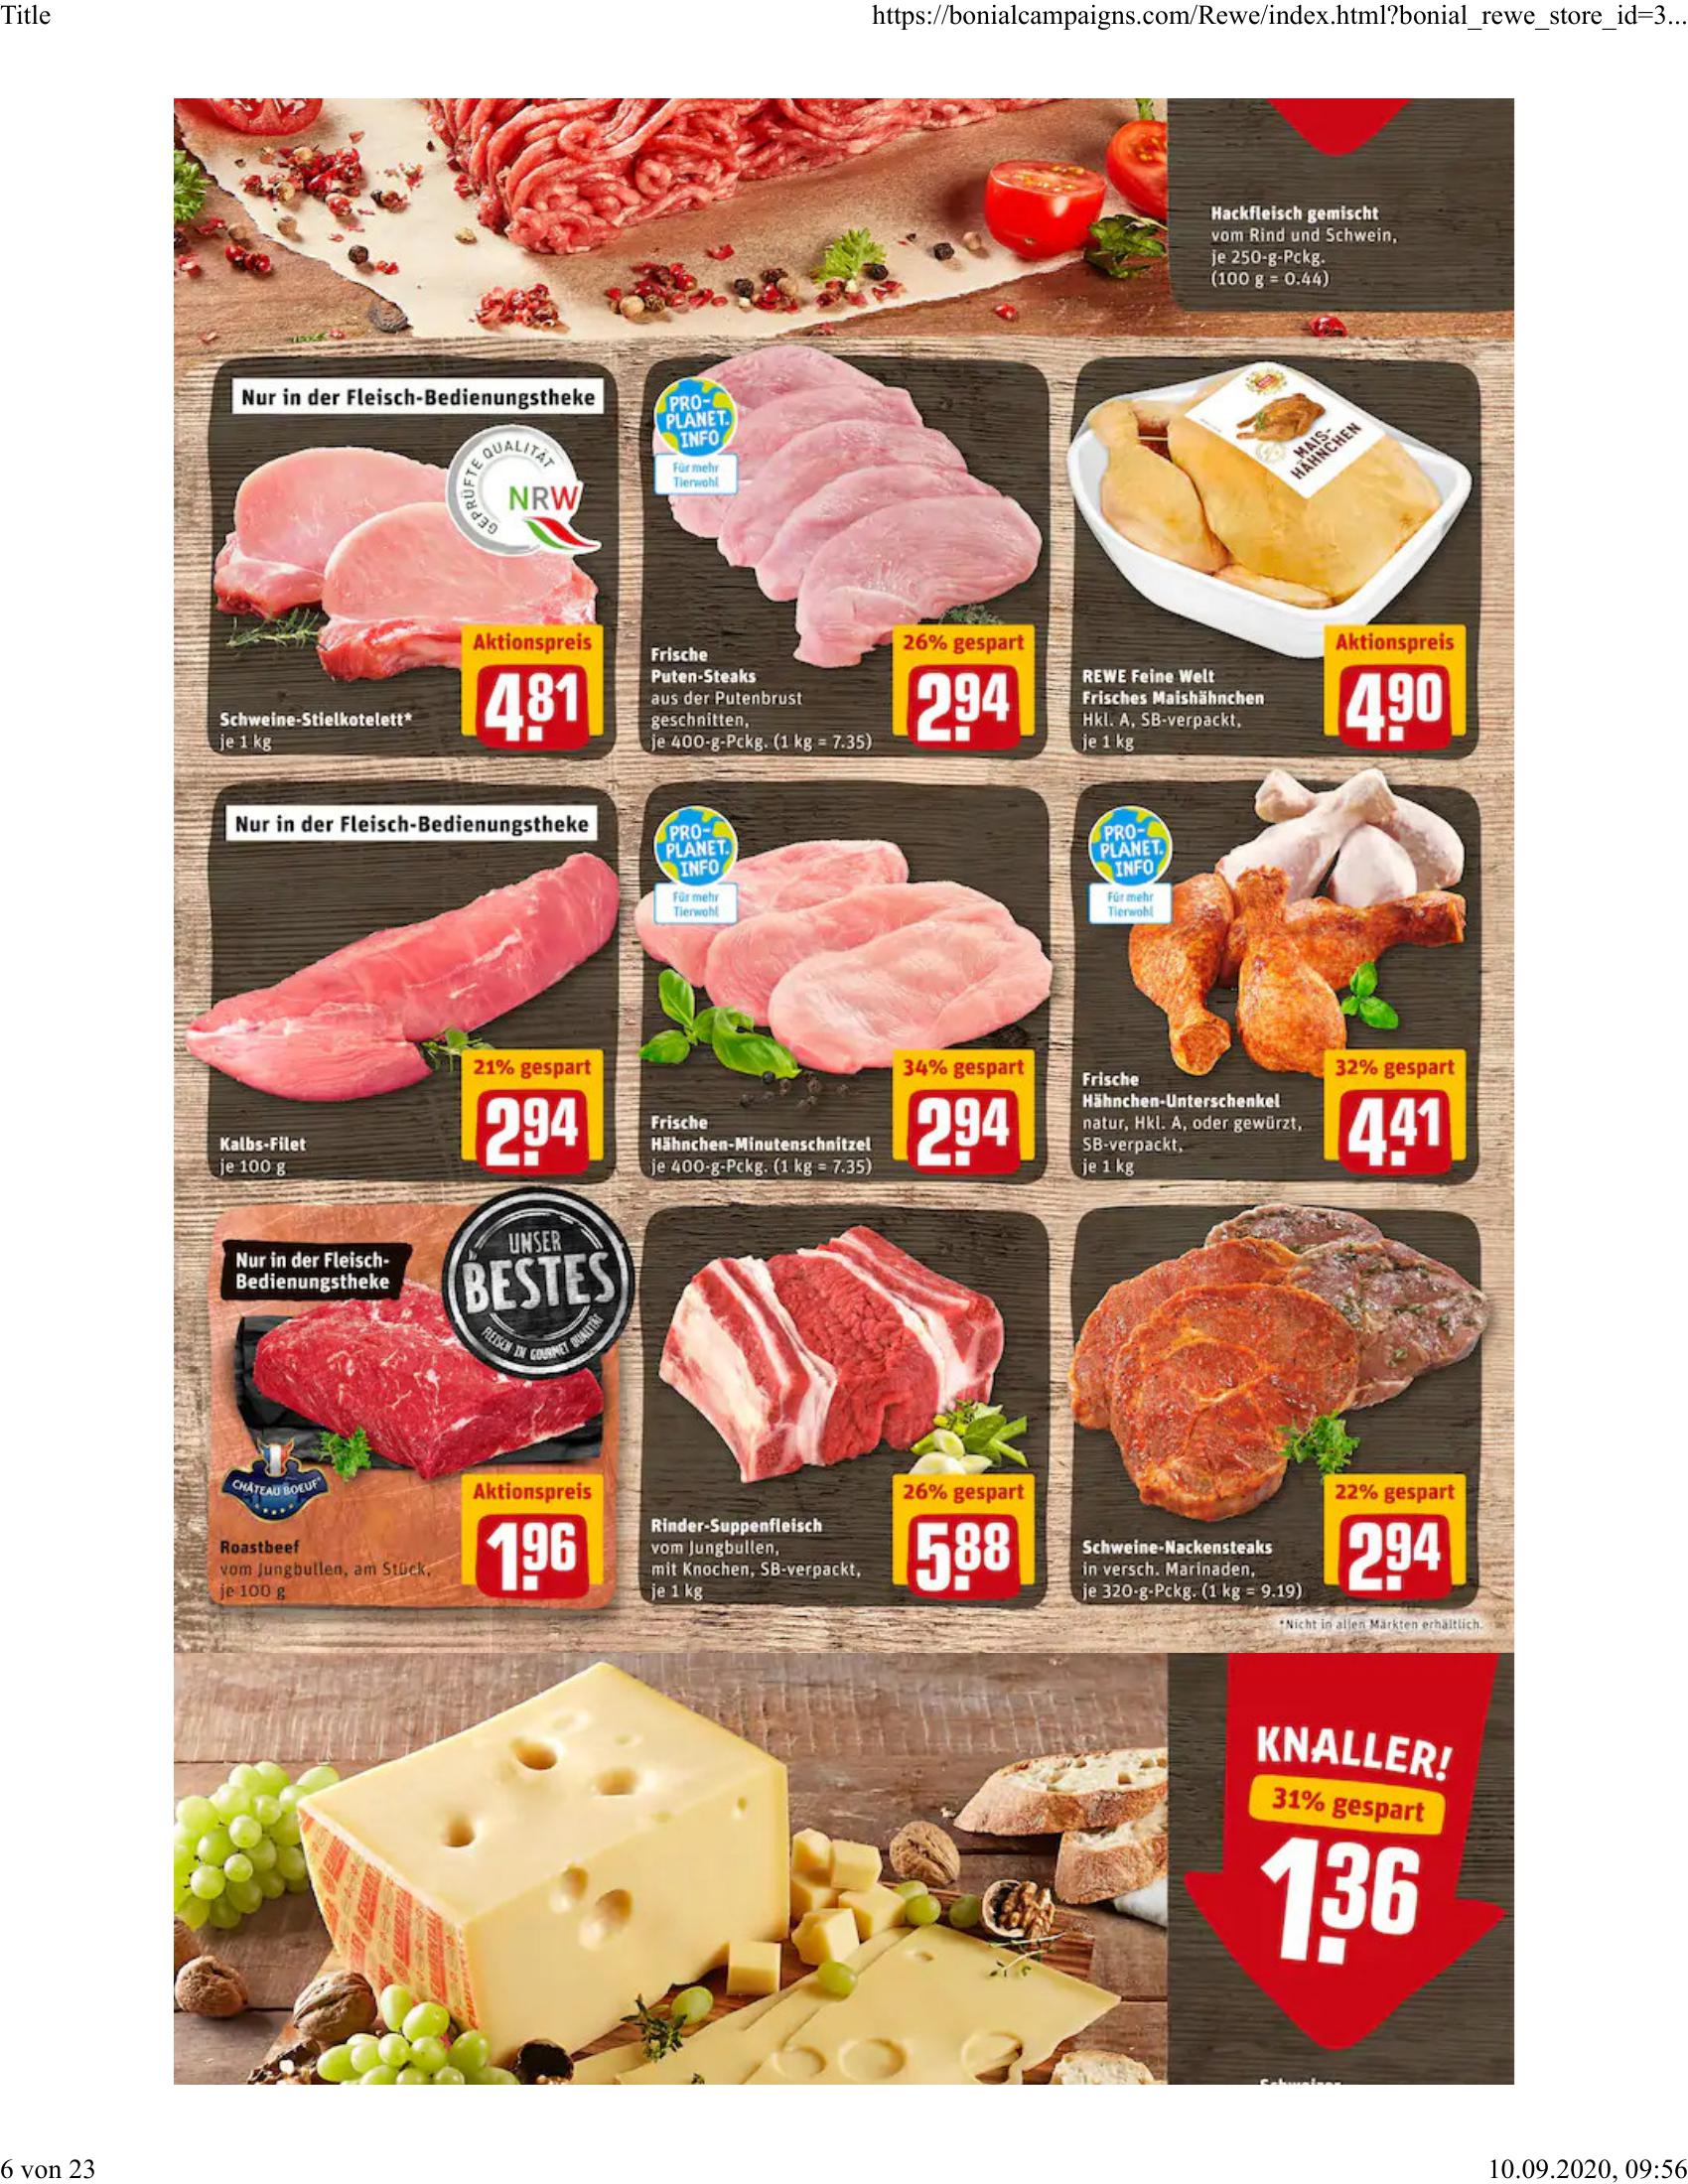 Title
https://bonialcampaigns.com/Rewe/index.html?bonial_rewe_store_id=3...
Hackfleisch gemischt
vom Rind und Schwein,
je 250-g-Pckg.
(100 g = 0.44)
Nur in der Fleisch-Bedienungstheke
GEPRÜFTE QUALITÄT
NRW
Aktionspreis
4.81
Schweine-Stielkotelett*
je 1 kg
PRO-
PLANET.
INFO
Für mehr
Tierwohl
26% gespart
2.94
Frische
Puten-Steaks
aus der Putenbrust
geschnitten,
je 400-g-Pckg. (1 kg = 7.35)
MAIS-
HÄHNCHEN
Aktionspreis
4.90
REWE Feine Welt
Frisches Maishähnchen
Hkl. A, SB-verpackt,
je 1 kg
Nur in der Fleisch-Bedienungstheke
21% gespart
2.94
Kalbs-Filet
je 100 g
PRO-
PLANET.
INFO
Für mehr
Tierwohl
34% gespart
2.94
Frische
Hähnchen-Minutenschnitzel
je 400-g-Pckg. (1 kg = 7.35)
PRO-
PLANET.
INFO
Für mehr
Tierwohl
32% gespart
4.41
Frische
Hähnchen-Unterschenkel
natur, Hkl. A, oder gewürzt,
SB-verpackt,
je 1 kg
Nur in der Fleisch-
Bedienungstheke
UNSER
BESTES
FLEISCH IN GOURMET QUALITÄT
CHÂTEAU BOEUF
Aktionspreis
1.96
Roastbeef
vom Jungbullen, am Stück,
je 100 g
26% gespart
5.88
Rinder-Suppenfleisch
vom Jungbullen,
mit Knochen, SB-verpackt,
je 1 kg
22% gespart
2.94
Schweine-Nackensteaks
in versch. Marinaden,
je 320-g-Pckg. (1 kg = 9.19)
*Nicht in allen Märkten erhältlich.
KNALLER!
31% gespart
1.36
6 von 23
10.09.2020, 09:56